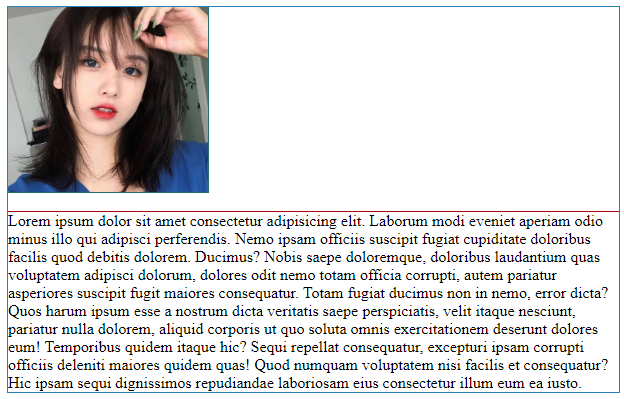 Lorem ipsum dolor sit amet consectetur adipisicing elit. Laborum modi eveniet aperiam odio
minus illo qui adipisci perferendis. Nemo ipsam officiis suscipit fugiat cupiditate doloribus
facilis quod debitis dolorem. Ducimus? Nobis saepe doloremque, doloribus laudantium quas
voluptatem adipisci dolorum, dolores odit nemo totam officia corrupti, autem pariatur
asperiores suscipit fugit maiores consequatur. Totam fugiat ducimus non in nemo, error dicta?
Quos harum ipsum esse a nostrum dicta veritatis saepe perspiciatis, velit itaque nesciunt,
pariatur nulla dolorem, aliquid corporis ut quo soluta omnis exercitationem deserunt dolores
eum! Temporibus quidem itaque hic? Sequi repellat consequatur, excepturi ipsam corrupti
officiis deleniti maiores quidem quas! Quod numquam voluptatem nisi facilis et consequatur?
Hic ipsam sequi dignissimos repudiandae laboriosam eius consectetur illum eum ea iusto.